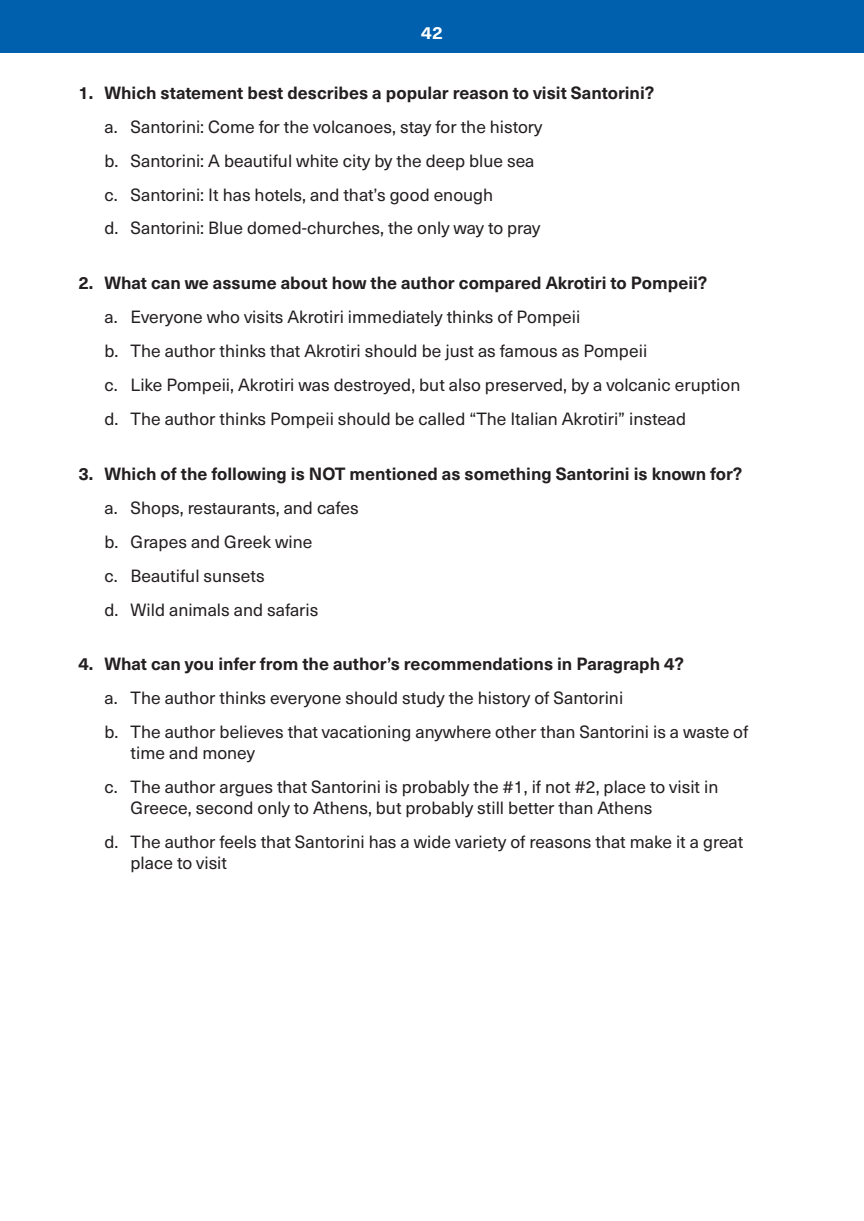 42
1. Which statement best describes a popular reason to visit Santorini?
a. Santorini: Come for the volcanoes, stay for the history
b. Santorini: A beautiful white city by the deep blue sea
c. Santorini: It has hotels, and that's good enough
d. Santorini: Blue domed-churches, the only way to pray
2. What can we assume about how the author compared Akrotiri to Pompeii?
a. Everyone who visits Akrotiri immediately thinks of Pompeii
b. The author thinks that Akrotiri should be just as famous as Pompeii
c. Like Pompeii, Akrotiri was destroyed, but also preserved, by a volcanic eruption
d. The author thinks Pompeii should be called “The Italian Akrotiri” instead
3. Which of the following is NOT mentioned as something Santorini is known for?
a. Shops, restaurants, and cafes
b. Grapes and Greek wine
c. Beautiful sunsets
d. Wild animals and safaris
4. What can you infer from the author's recommendations in Paragraph 4?
a. The author thinks everyone should study the history of Santorini
b. The author believes that vacationing anywhere other than Santorini is a waste of
time and money
c. The author argues that Santorini is probably the #1, if not #2, place to visit in
Greece, second only to Athens, but probably still better than Athens
d. The author feels that Santorini has a wide variety of reasons that make it a great
place to visit